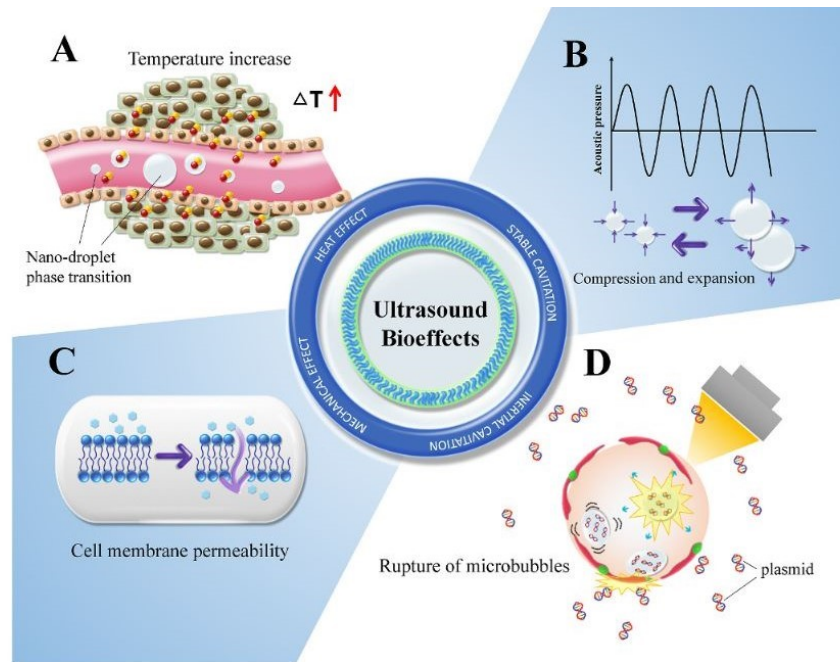 A
Temperature increase
△T
Nano-droplet
phase transition
B
Acoustic pressure
Compression and expansion
HEAT EFFECT
STABLE CAVITATION
MECHANICAL EFFECT
INERTIAL CAVITATION
Ultrasound
Bioeffects
C
Cell membrane permeability
D
Rupture of microbubbles
plasmid